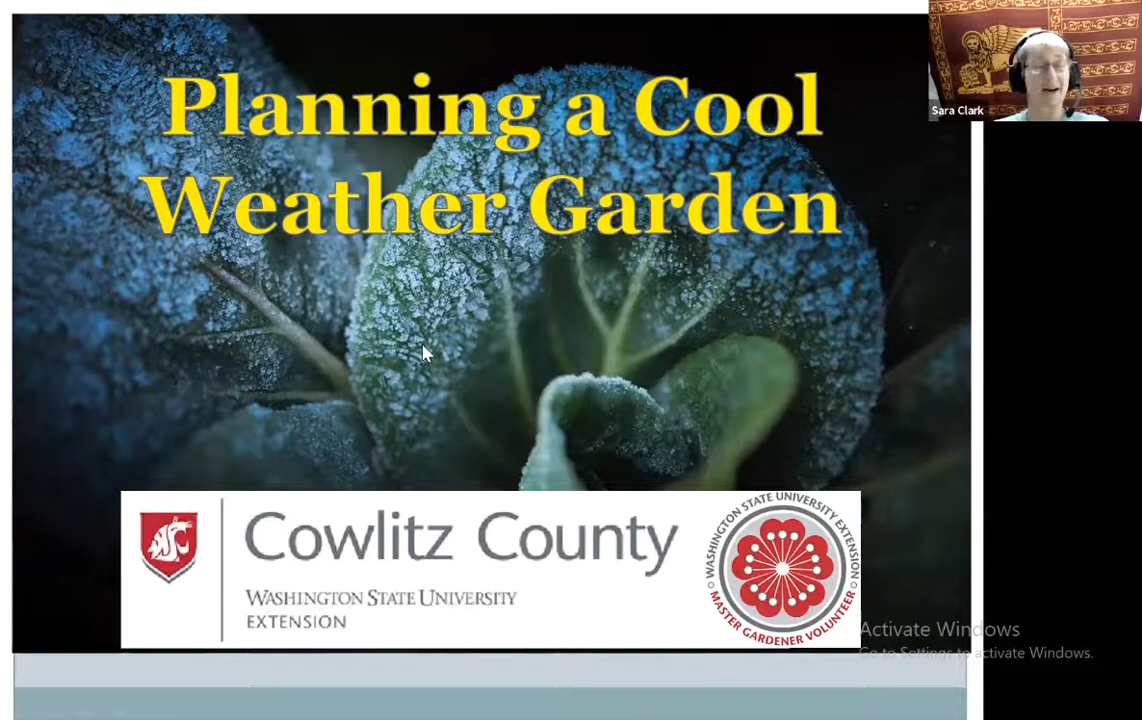 Planning a Cool
Weather Garden
Sara Clark
Cowlitz County
WASHINGTON STATE UNIVERSITY
EXTENSION
WASHINGTON STATE UNIVERSITY EXTENSION
MASTER GARDENER VOLUNTEER
Activate Windows
Go to Settings to activate Windows.